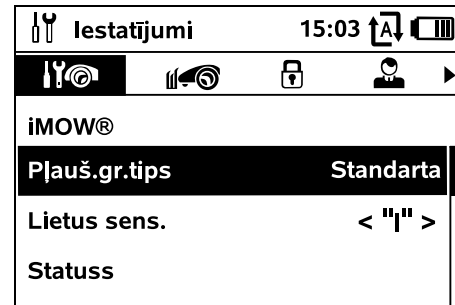 Iestatījumi 15:03 A
iMOW®
Pļauš.gr.tips Standarta
Lietus sens. < "|" >
Statuss